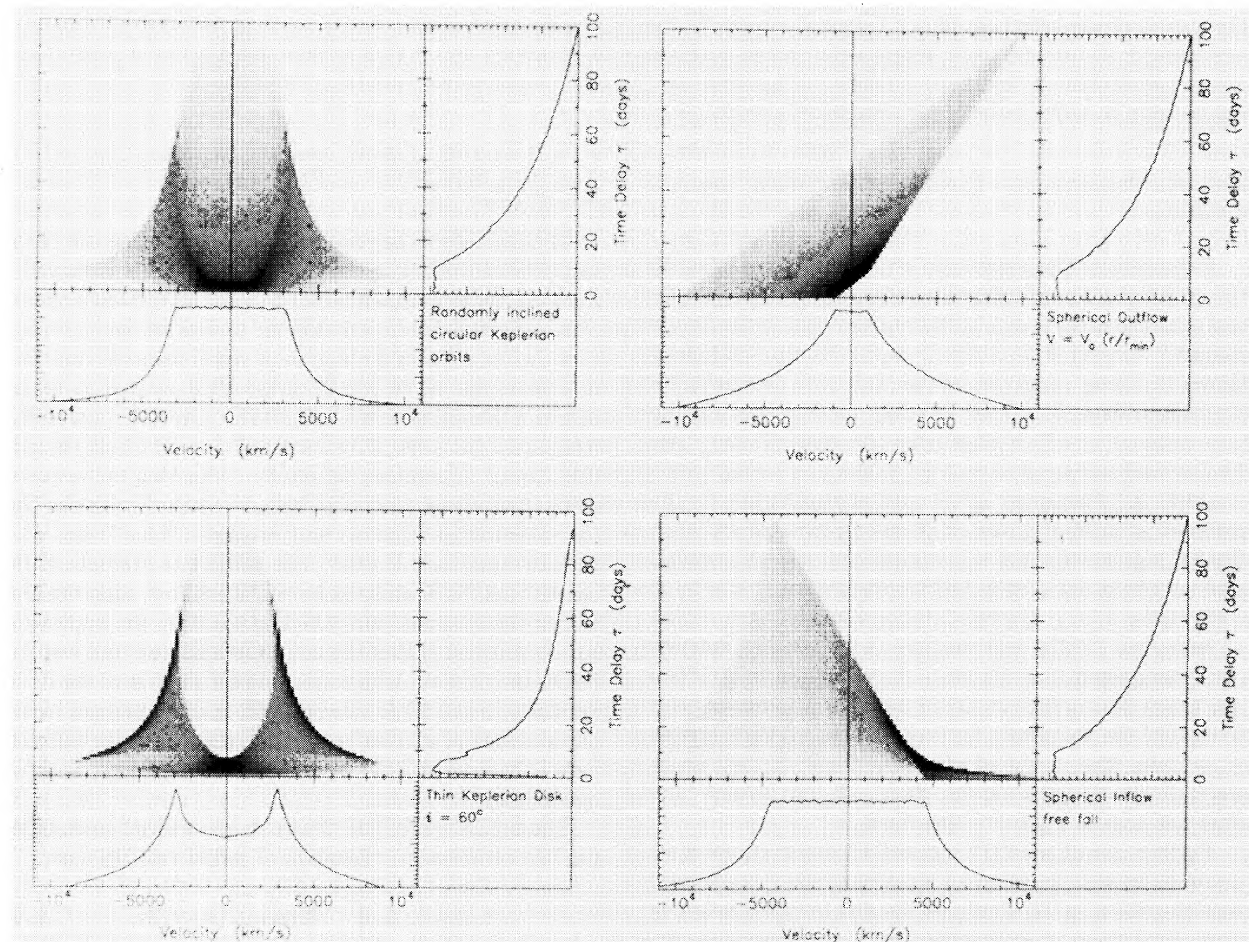 0 20 40 60 80 100
Time Delay τ (days)
Randomly inclined
circular Keplerian
orbits
−10⁴ −5000 0 5000 10⁴
Velocity (km/s)
0 20 40 60 80 100
Time Delay τ (days)
Spherical Outflow
V = V₀ (r/r_min)
−10⁴ −5000 0 5000 10⁴
Velocity (km/s)
0 20 40 60 80 100
Time Delay τ (days)
Thin Keplerian Disk
i = 60°
−10⁴ −5000 0 5000 10⁴
Velocity (km/s)
0 20 40 60 80 100
Time Delay τ (days)
Spherical Inflow
free fall
−10⁴ −5000 0 5000 10⁴
Velocity (km/s)